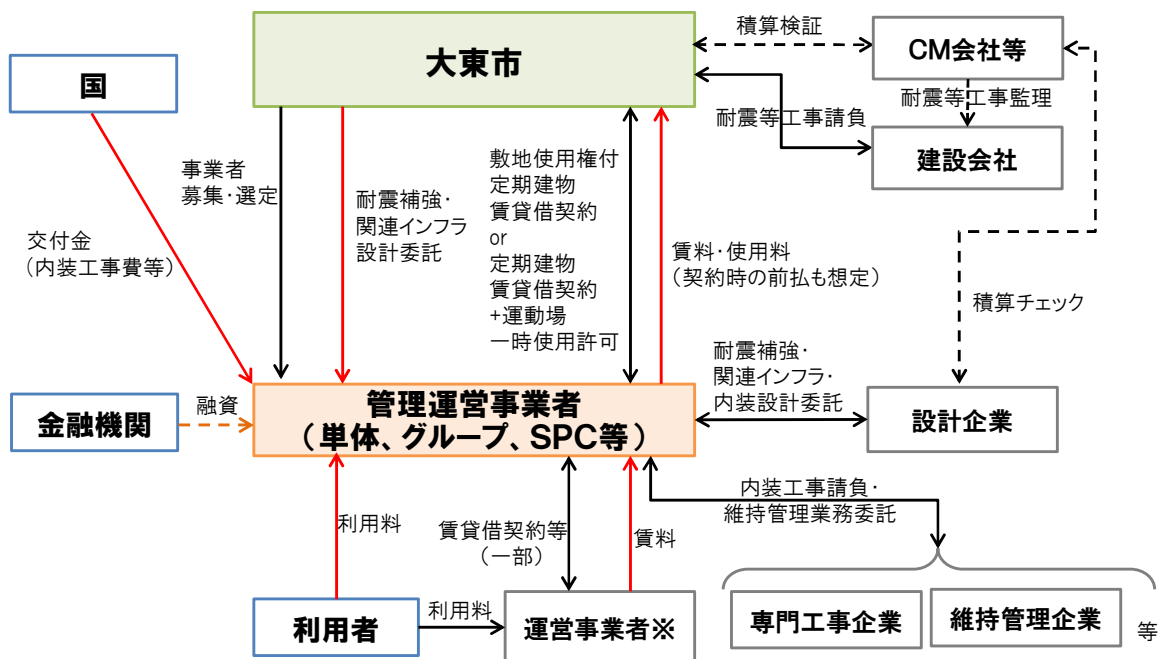 大東市
積算検証
CM会社等
国
耐震等工事監理
耐震等工事請負
建設会社
事業者
募集・選定
耐震補強・
関連インフラ
設計委託
敷地使用権付
定期建物
賃貸借契約
or
定期建物
賃貸借契約
+運動場
一時使用許可
賃料・使用料
（契約時の前払も想定）
交付金
（内装工事費等）
積算チェック
耐震補強・
関連インフラ・
内装設計委託
金融機関
融資
管理運営事業者
（単体、グループ、SPC等）
設計企業
内装工事請負・
維持管理業務委託
利用料
賃貸借契約等
（一部）
賃料
利用者
利用料
運営事業者※
専門工事企業
維持管理企業
等